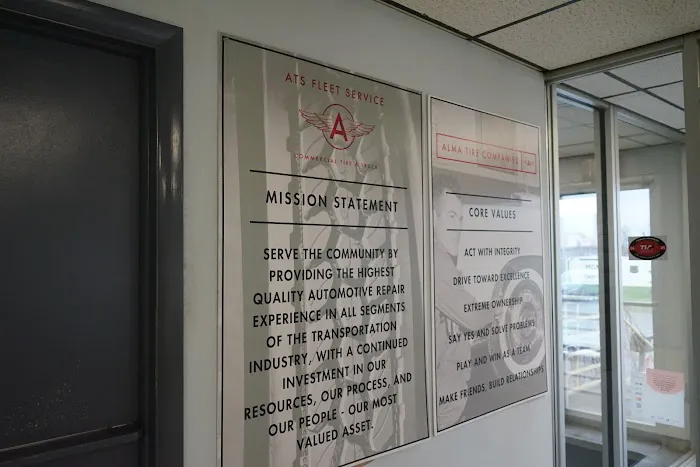 ATS FLEET SERVICE
A
COMMERCIAL TIRE & TRUCK
MISSION STATEMENT
SERVE THE COMMUNITY BY
PROVIDING THE HIGHEST
QUALITY AUTOMOTIVE REPAIR
EXPERIENCE IN ALL SEGMENTS
OF THE TRANSPORTATION
INDUSTRY, WITH A CONTINUED
INVESTMENT IN OUR
RESOURCES, OUR PROCESS, AND
OUR PEOPLE - OUR MOST
VALUED ASSET.
ALMA TIRE COMPANIES
CORE VALUES
ACT WITH INTEGRITY
DRIVE TOWARD EXCELLENCE
EXTREME OWNERSHIP
SAY YES AND SOLVE PROBLEMS
PLAY AND WIN AS A TEAM
MAKE FRIENDS, BUILD RELATIONSHIPS